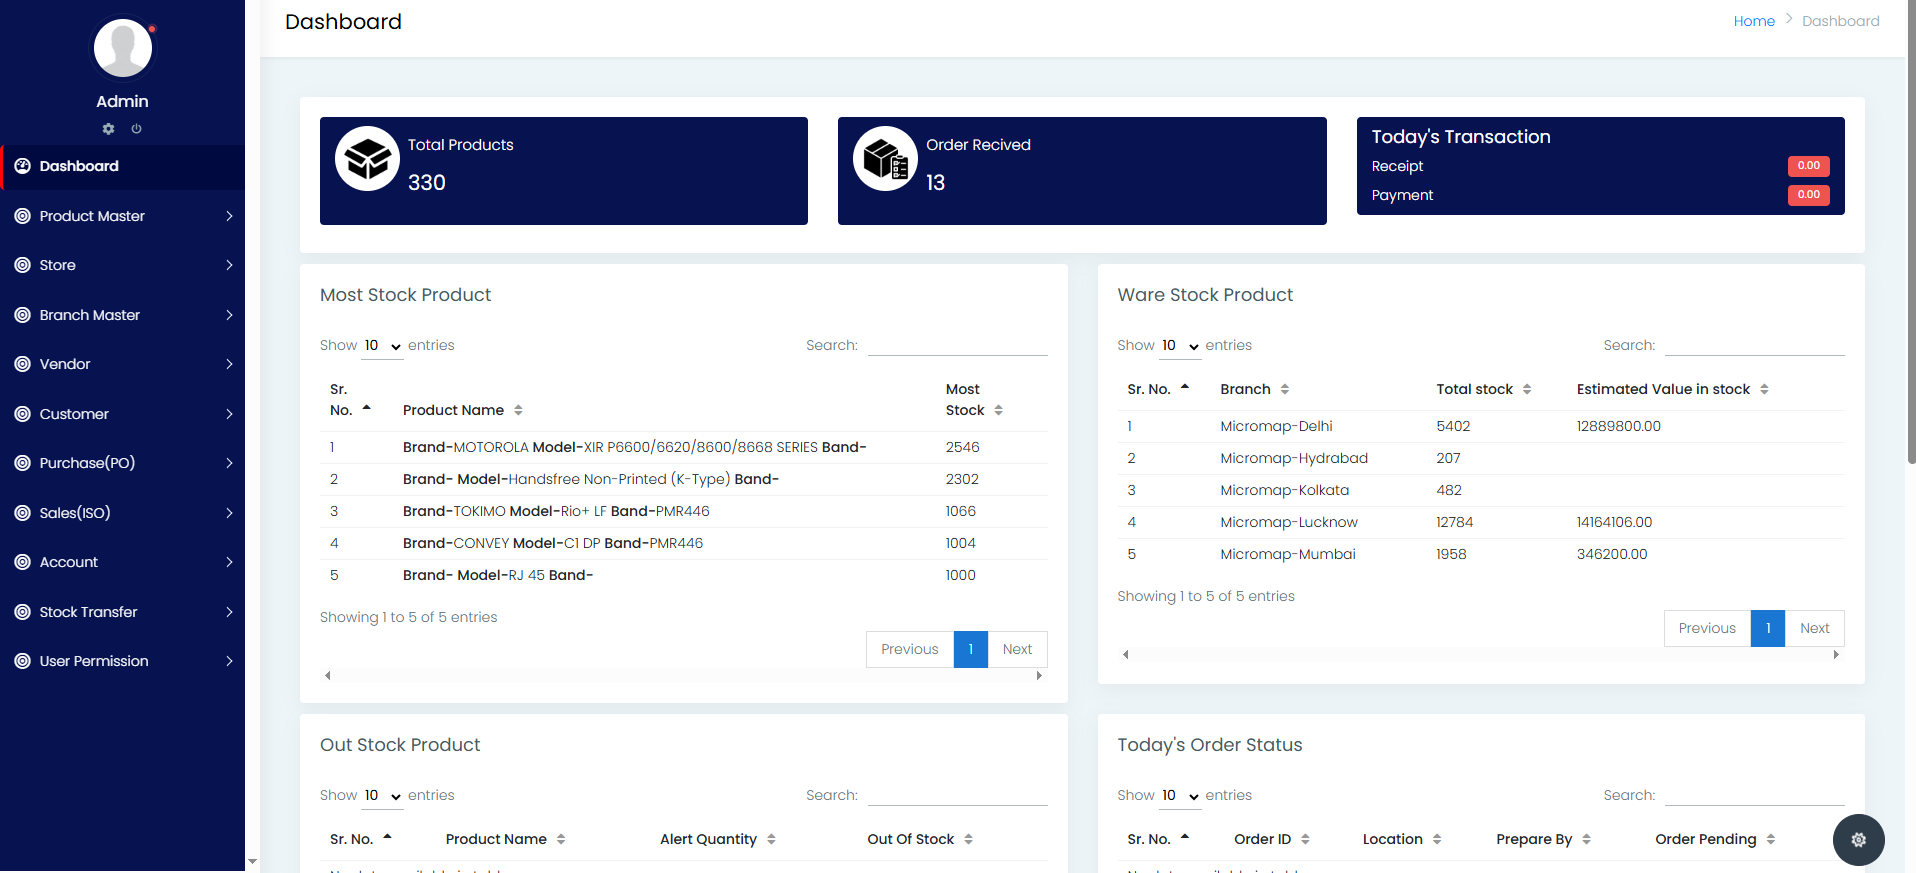 Admin
Dashboard
Product Master
Store
Branch Master
Vendor
Customer
Purchase(PO)
Sales(ISO)
Account
Stock Transfer
User Permission
Dashboard
Home > Dashboard
Total Products
330
Order Recived
13
Today's Transaction
Receipt 0.00
Payment 0.00
Most Stock Product
Show 10 entries Search:
Sr. No. Product Name Most Stock
1 Brand-MOTOROLA Model-XIR P6600/6620/8600/8668 SERIES Band- 2546
2 Brand- Model-Handsfree Non-Printed (K-Type) Band- 2302
3 Brand-TOKIMO Model-Rio+ LF Band-PMR446 1066
4 Brand-CONVEY Model-C1 DP Band-PMR446 1004
5 Brand- Model-RJ 45 Band- 1000
Showing 1 to 5 of 5 entries
Previous 1 Next
Ware Stock Product
Show 10 entries Search:
Sr. No. Branch Total stock Estimated Value in stock
1 Micromap-Delhi 5402 12889800.00
2 Micromap-Hydrabad 207
3 Micromap-Kolkata 482
4 Micromap-Lucknow 12784 14164106.00
5 Micromap-Mumbai 1958 346200.00
Showing 1 to 5 of 5 entries
Previous 1 Next
Out Stock Product
Show 10 entries Search:
Sr. No. Product Name Alert Quantity Out Of Stock
Today's Order Status
Show 10 entries Search:
Sr. No. Order ID Location Prepare By Order Pending